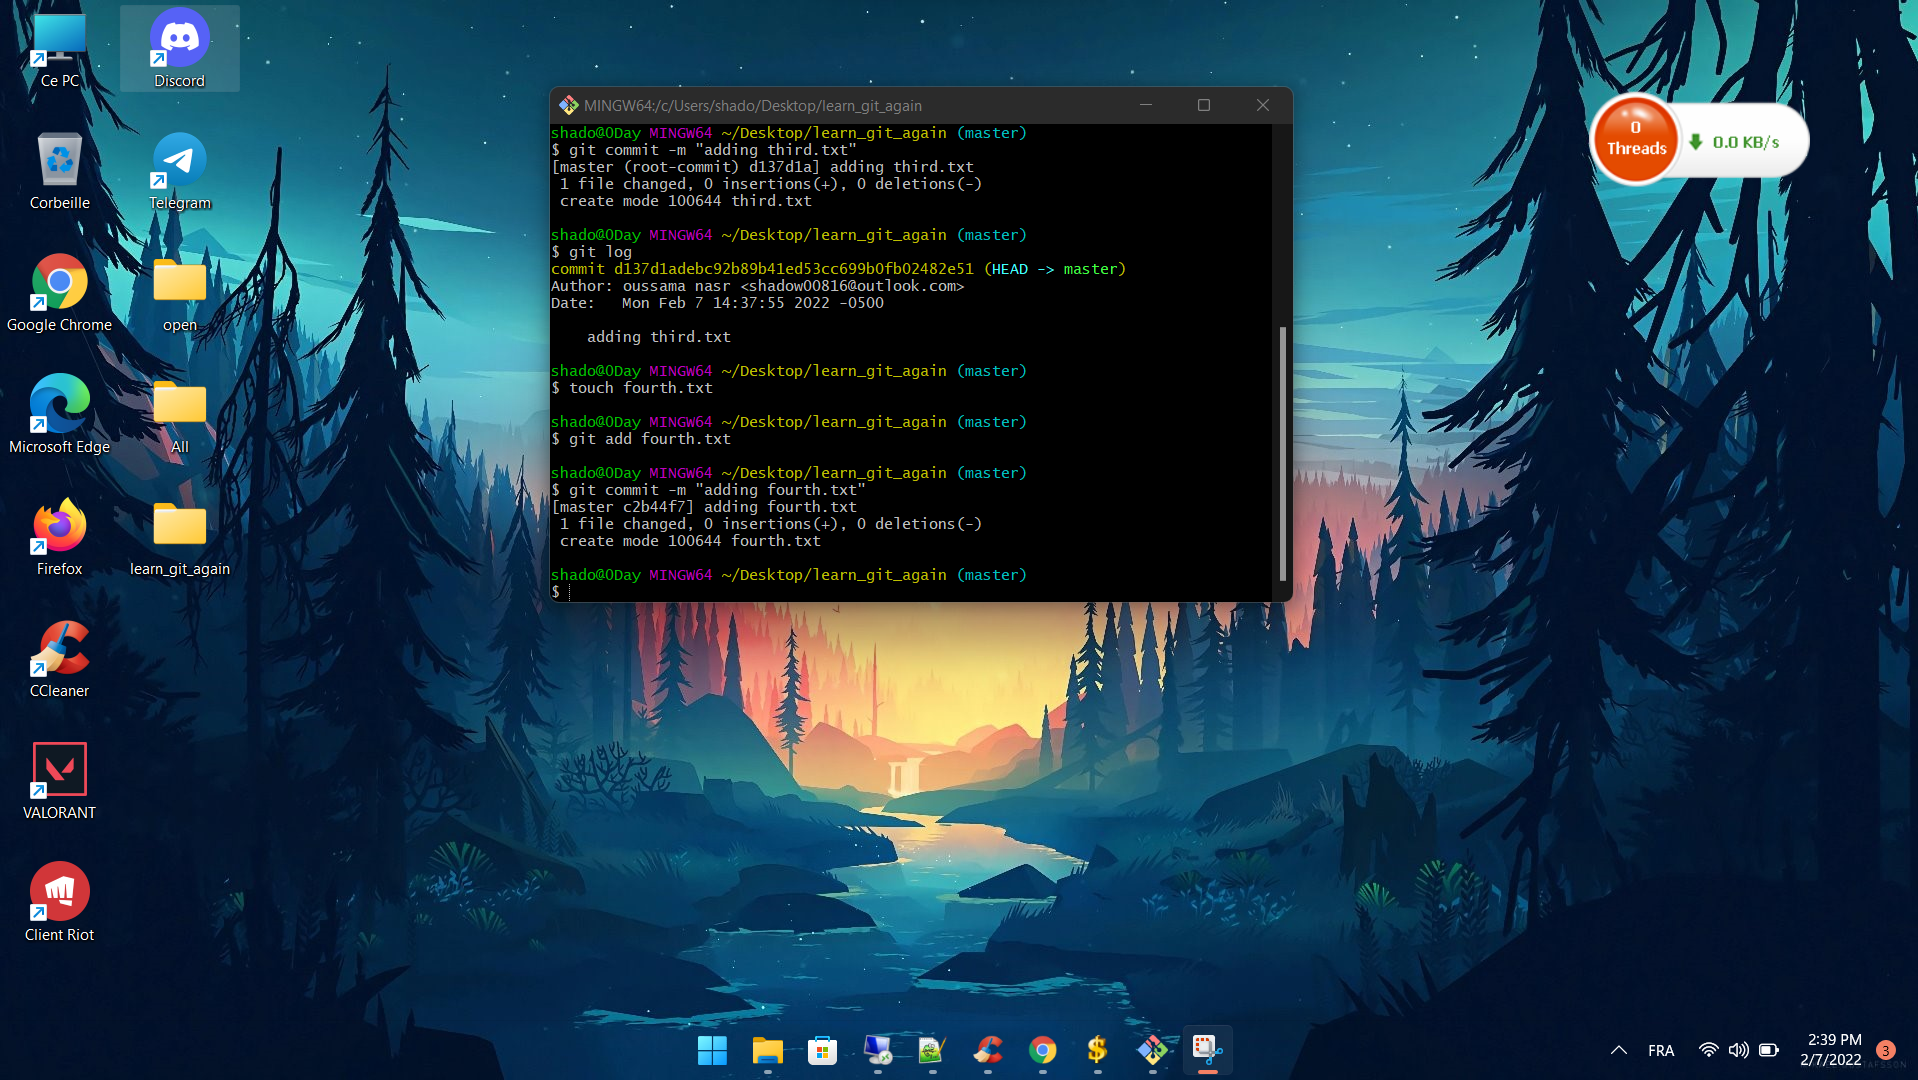 Ce PC
Discord
Corbeille
Telegram
Google Chrome
open
Microsoft Edge
All
Firefox
learn_git_again
CCleaner
VALORANT
Client Riot
MINGW64:/c/Users/shado/Desktop/learn_git_again
shado@0Day MINGW64 ~/Desktop/learn_git_again (master)
$ git commit -m "adding third.txt"
[master (root-commit) d137d1a] adding third.txt
1 file changed, 0 insertions(+), 0 deletions(-)
create mode 100644 third.txt
shado@0Day MINGW64 ~/Desktop/learn_git_again (master)
$ git log
commit d137d1adebc92b89b41ed53cc699b0fb02482e51 (HEAD -> master)
Author: oussama nasr <shadow00816@outlook.com>
Date:   Mon Feb 7 14:37:55 2022 -0500
adding third.txt
shado@0Day MINGW64 ~/Desktop/learn_git_again (master)
$ touch fourth.txt
shado@0Day MINGW64 ~/Desktop/learn_git_again (master)
$ git add fourth.txt
shado@0Day MINGW64 ~/Desktop/learn_git_again (master)
$ git commit -m "adding fourth.txt"
[master c2b44f7] adding fourth.txt
1 file changed, 0 insertions(+), 0 deletions(-)
create mode 100644 fourth.txt
shado@0Day MINGW64 ~/Desktop/learn_git_again (master)
$
0
Threads
0.0 KB/s
FRA
2:39 PM
2/7/2022
3